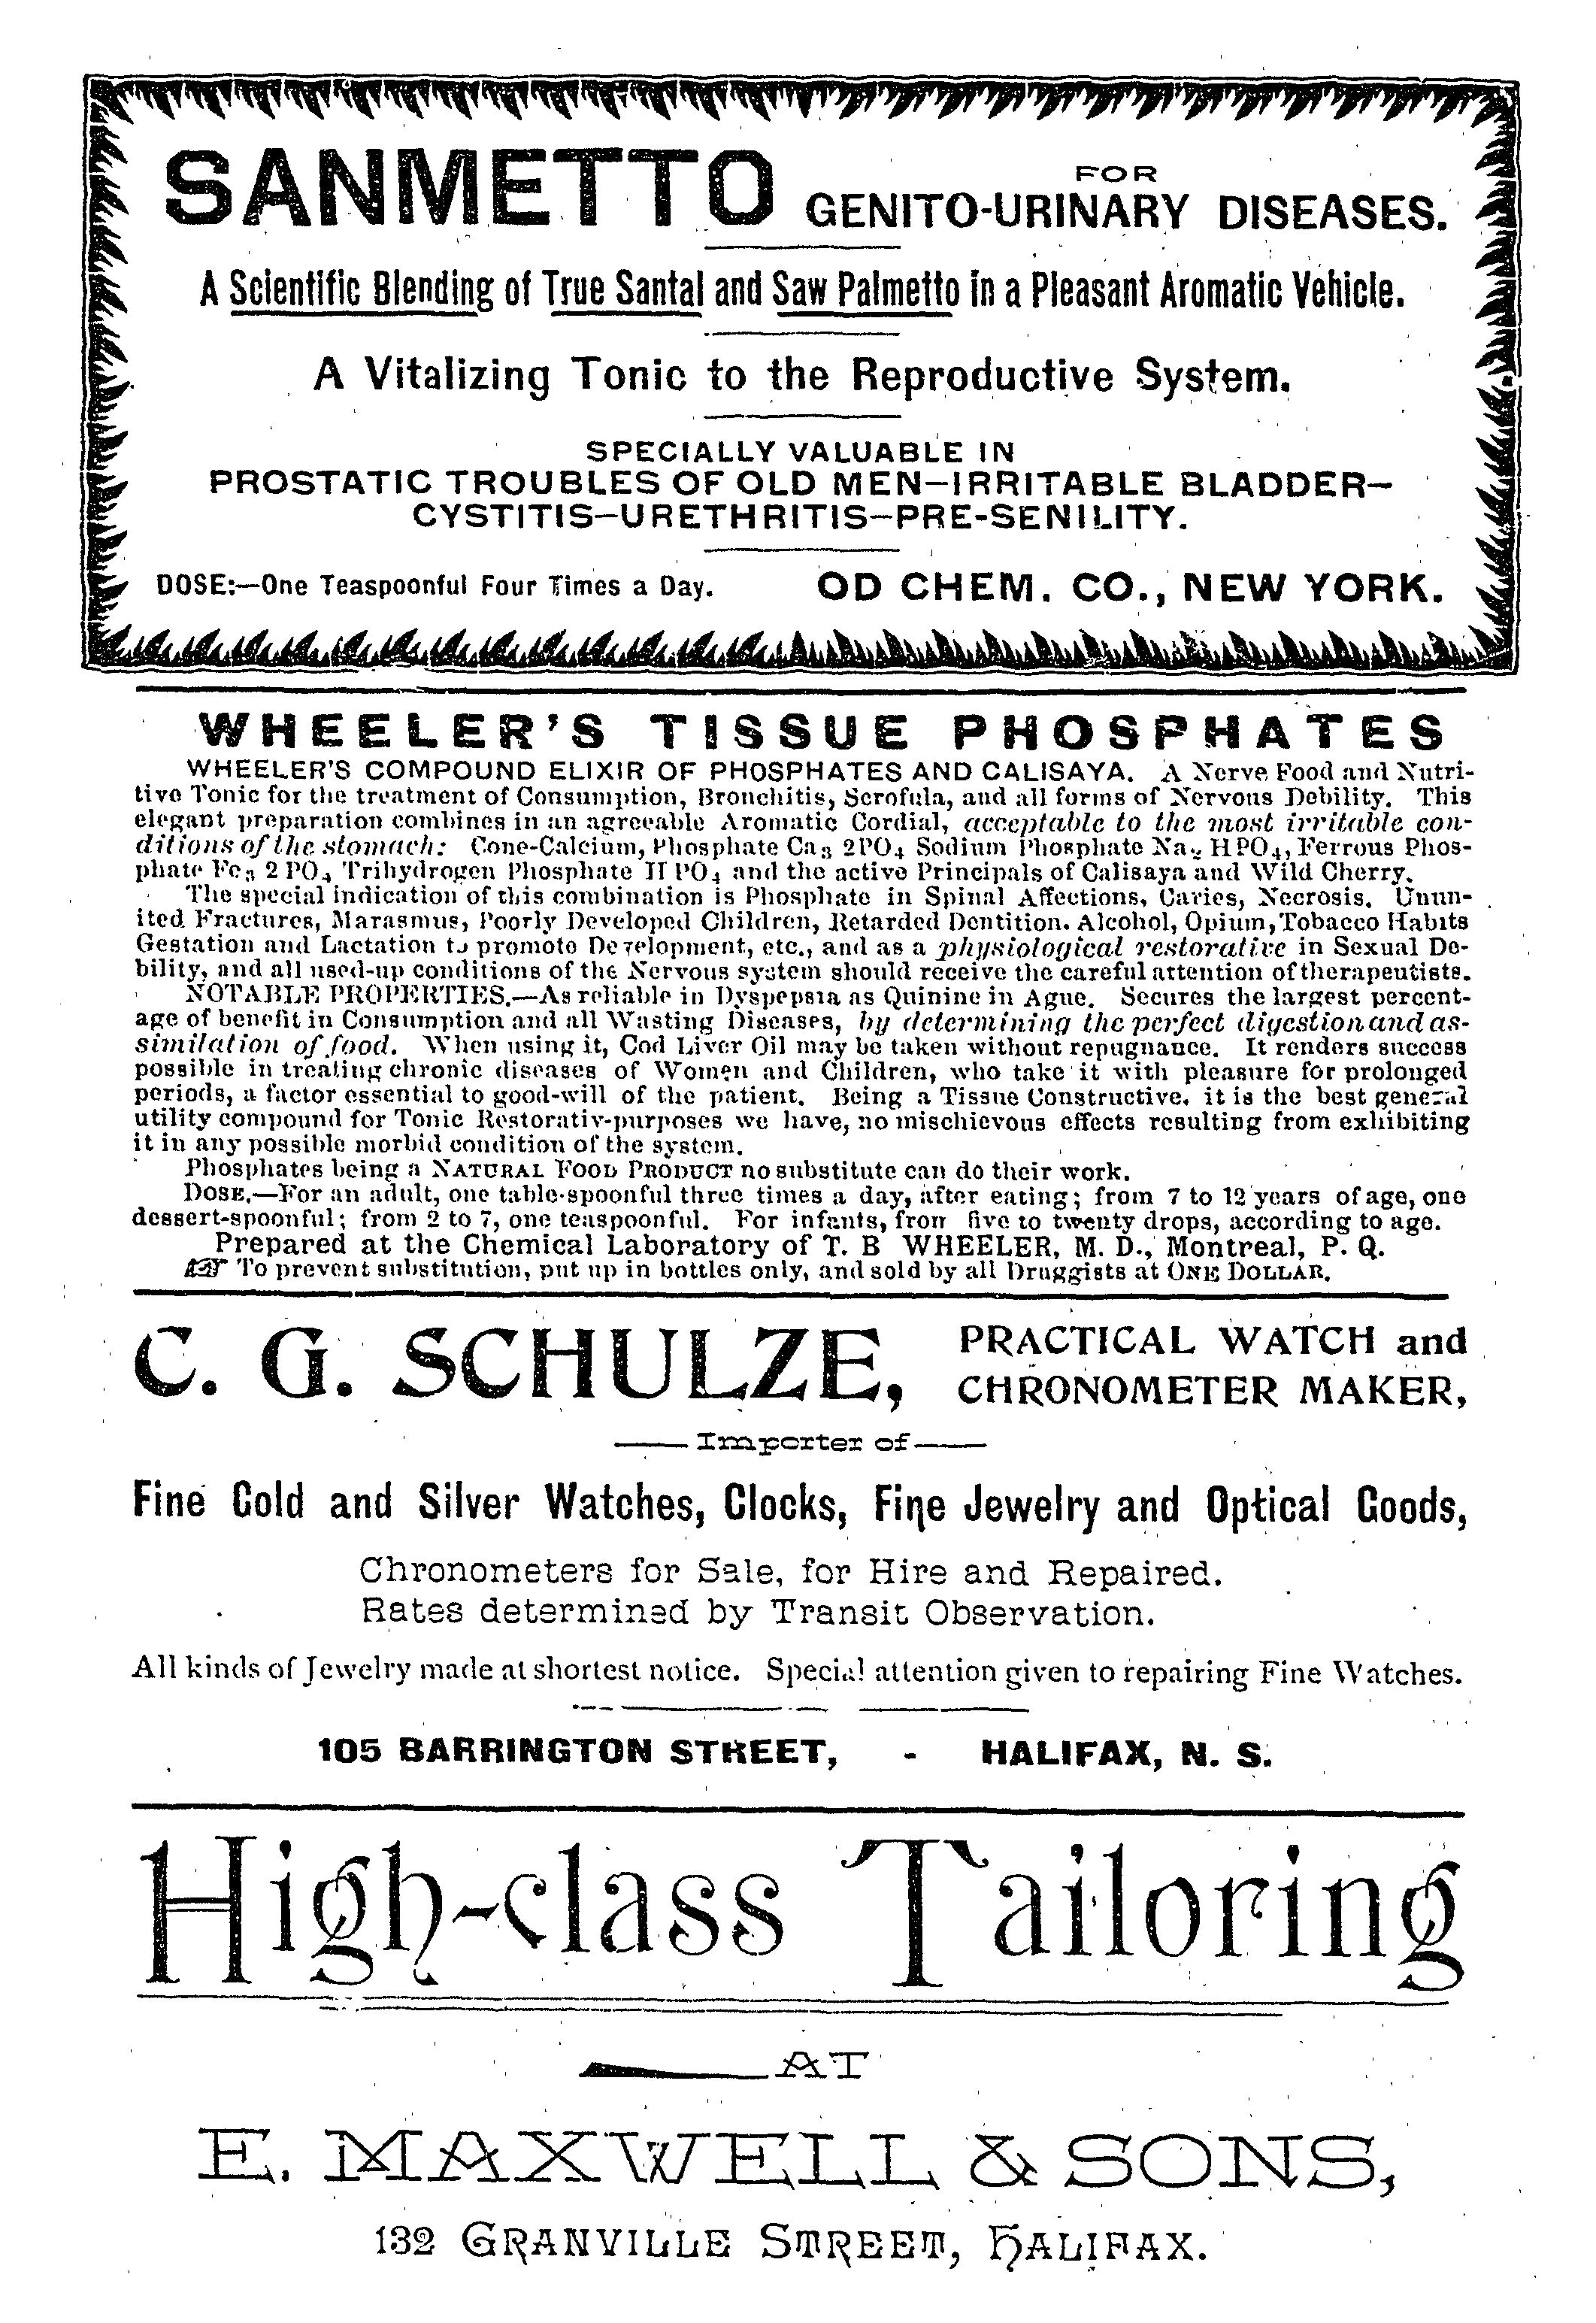 SANMETTO FOR GENITO-URINARY DISEASES.
A Scientific Blending of True Santal and Saw Palmetto in a Pleasant Aromatic Vehicle.
A Vitalizing Tonic to the Reproductive System.
SPECIALLY VALUABLE IN
PROSTATIC TROUBLES OF OLD MEN—IRRITABLE BLADDER—
CYSTITIS—URETHRITIS—PRE-SENILITY.
DOSE:—One Teaspoonful Four Times a Day. OD CHEM. CO., NEW YORK.
WHEELER'S TISSUE PHOSPHATES
WHEELER'S COMPOUND ELIXIR OF PHOSPHATES AND CALISAYA. A Nerve Food and Nutri-
tive Tonic for the treatment of Consumption, Bronchitis, Scrofula, and all forms of Nervous Debility. This
elegant preparation combines in an agreeable Aromatic Cordial, acceptable to the most irritable con-
ditions of the stomach: Cone-Calcium, Phosphate Ca₃ 2PO₄ Sodium Phosphate Na₂ HPO₄, Ferrous Phos-
phate Fe₃ 2 PO₄ Trihydrogen Phosphate H PO₄ and the active Principals of Calisaya and Wild Cherry.
The special indication of this combination is Phosphate in Spinal Affections, Caries, Necrosis. Unun-
ited Fractures, Marasmus, Poorly Developed Children, Retarded Dentition. Alcohol, Opium, Tobacco Habits
Gestation and Lactation to promote Development, etc., and as a physiological restorative in Sexual De-
bility, and all used-up conditions of the Nervous system should receive the careful attention of therapeutists.
NOTABLE PROPERTIES.—As reliable in Dyspepsia as Quinine in Ague. Secures the largest percent-
age of benefit in Consumption and all Wasting Diseases, by determining the perfect digestion and as-
similation of food. When using it, Cod Liver Oil may be taken without repugnance. It renders success
possible in treating chronic diseases of Women and Children, who take it with pleasure for prolonged
periods, a factor essential to good-will of the patient. Being a Tissue Constructive, it is the best general
utility compound for Tonic Restorativ-purposes we have, no mischievous effects resulting from exhibiting
it in any possible morbid condition of the system.
Phosphates being a NATURAL FOOD PRODUCT no substitute can do their work.
DOSE.—For an adult, one table-spoonful three times a day, after eating; from 7 to 12 years of age, one
dessert-spoonful; from 2 to 7, one teaspoonful. For infants, from five to twenty drops, according to age.
Prepared at the Chemical Laboratory of T. B WHEELER, M. D., Montreal, P. Q.
☞ To prevent substitution, put up in bottles only, and sold by all Druggists at ONE DOLLAR.
C. G. SCHULZE, PRACTICAL WATCH and
CHRONOMETER MAKER,
Importer of
Fine Gold and Silver Watches, Clocks, Fine Jewelry and Optical Goods,
Chronometers for Sale, for Hire and Repaired.
Rates determined by Transit Observation.
All kinds of Jewelry made at shortest notice. Special attention given to repairing Fine Watches.
105 BARRINGTON STREET, - HALIFAX, N. S.
High-class Tailoring
AT
E. MAXWELL & SONS,
132 GRANVILLE STREET, HALIFAX.